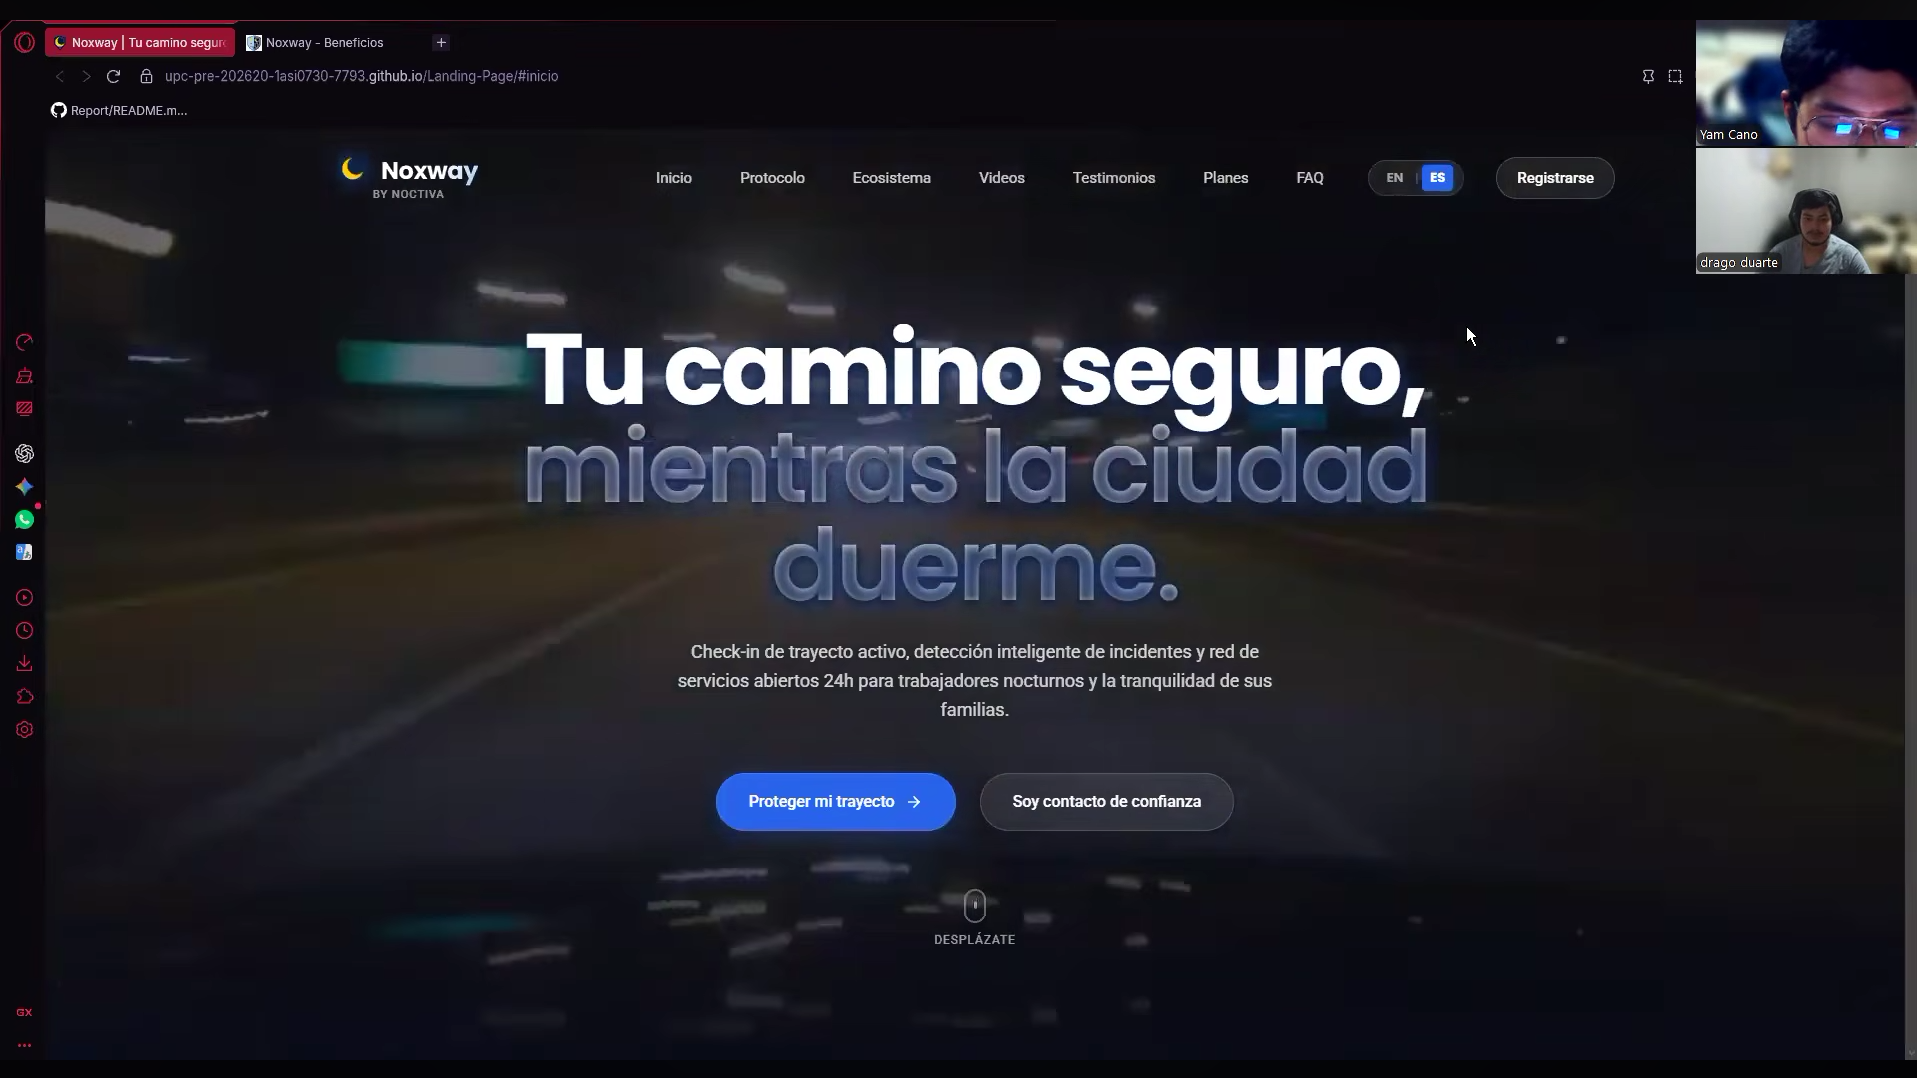 Noxway | Tu camino segur
Noxway - Beneficios
upc-pre-202620-1asi0730-7793.github.io/Landing-Page/#inicio
Report/README.m...
Noxway
BY NOCTIVA
Inicio
Protocolo
Ecosistema
Videos
Testimonios
Planes
FAQ
EN | ES
Registrarse
Yam Cano
drago duarte
Tu camino seguro,
mientras la ciudad
duerme.
Check-in de trayecto activo, detección inteligente de incidentes y red de
servicios abiertos 24h para trabajadores nocturnos y la tranquilidad de sus
familias.
Proteger mi trayecto →
Soy contacto de confianza
DESPLÁZATE
GX